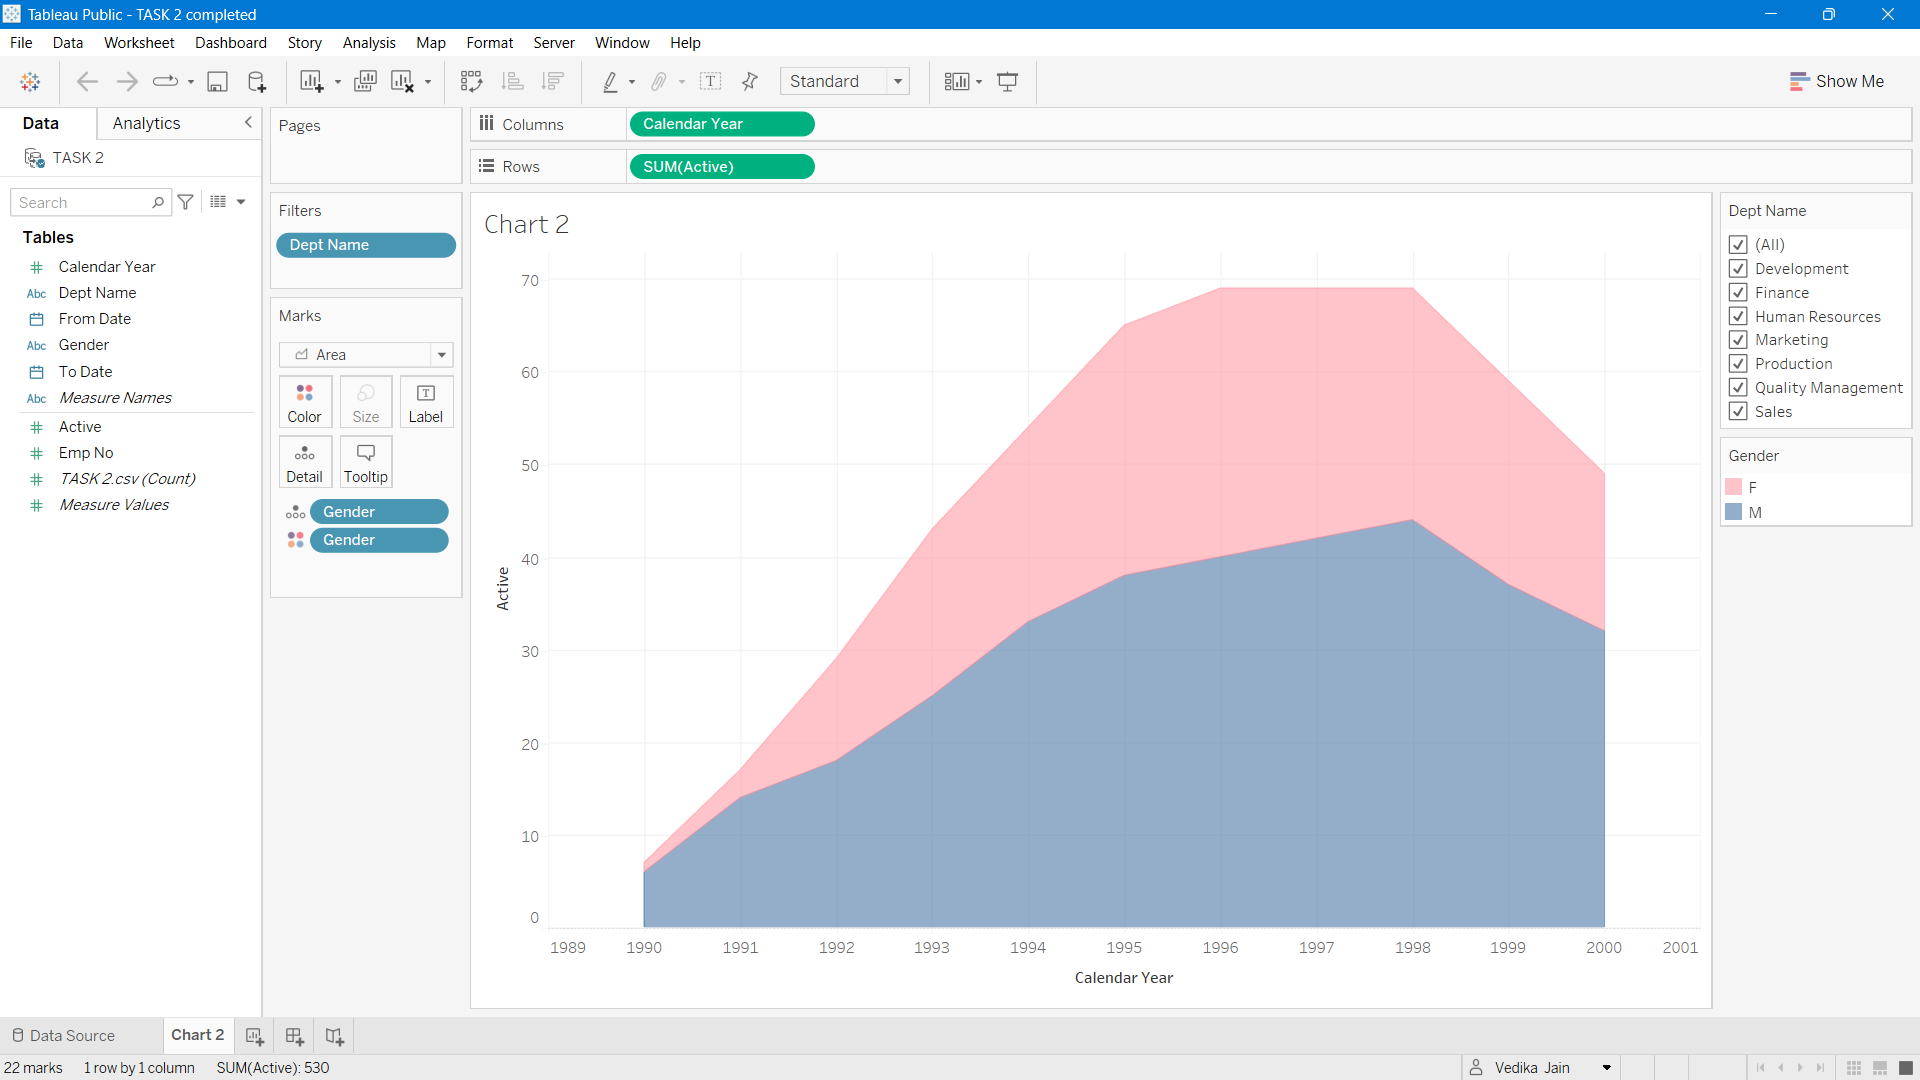 Tableau Public - TASK 2 completed
File Data Worksheet Dashboard Story Analysis Map Format Server Window Help
Standard
Show Me
Data Analytics
TASK 2
Search
Tables
Calendar Year
Abc Dept Name
From Date
Abc Gender
To Date
Abc Measure Names
Active
Emp No
TASK 2.csv (Count)
Measure Values
Pages
Filters
Dept Name
Marks
Area
Color Size Label
Detail Tooltip
Gender
Gender
Columns Calendar Year
Rows SUM(Active)
Chart 2
70
60
50
40
30
20
10
0
Active
1989 1990 1991 1992 1993 1994 1995 1996 1997 1998 1999 2000 2001
Calendar Year
Dept Name
(All)
Development
Finance
Human Resources
Marketing
Production
Quality Management
Sales
Gender
F
M
Data Source Chart 2
22 marks 1 row by 1 column SUM(Active): 530
Vedika Jain